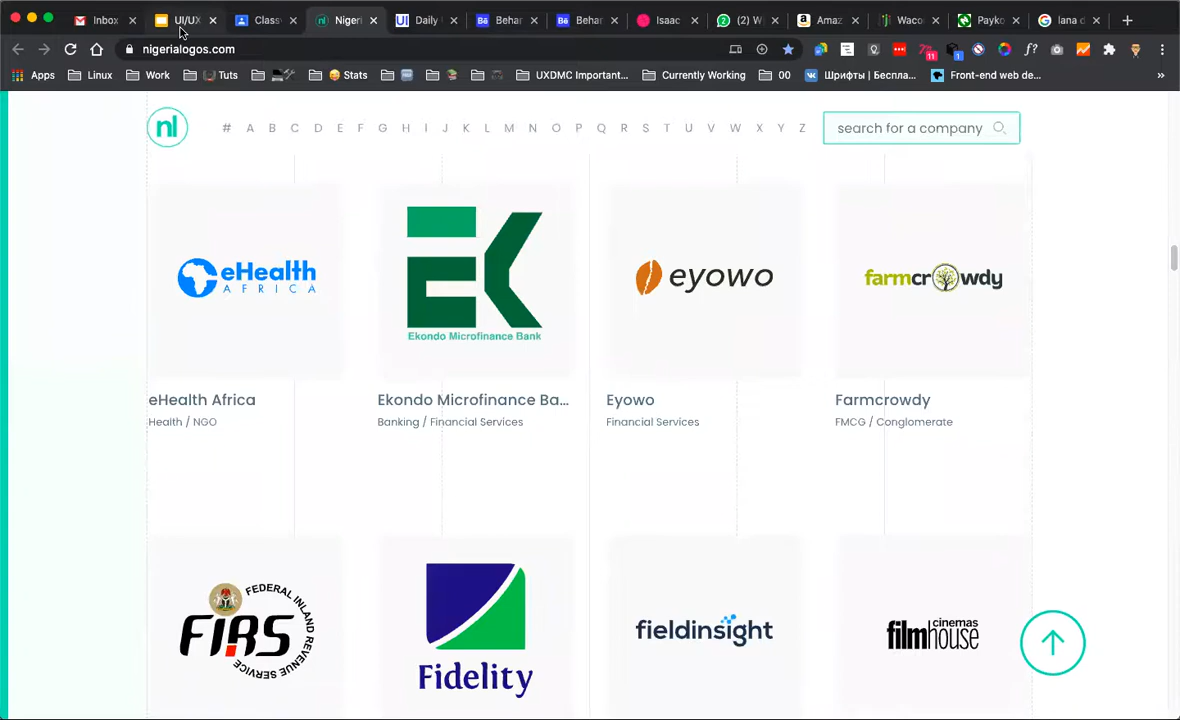 Inbox
UI/UX
Class
Nigeri
Daily
Behar
Behar
Isaac
(2) W
Amaz
Waco
Payko
lana d
nigerialogos.com
11
1
f?
Apps
Linux
Work
Tuts
Stats
UXDMC Important...
Currently Working
00
Шрифты | Беспла...
Front-end web de...
»
nl
# A B C D E F G H I J K L M N O P Q R S T U V W X Y Z
search for a company
eHealth
AFRICA
EK
Ekondo Microfinance Bank
eyowo
farmcrowdy
eHealth Africa
Ekondo Microfinance Ba...
Eyowo
Farmcrowdy
Health / NGO
Banking / Financial Services
Financial Services
FMCG / Conglomerate
FEDERAL INLAND REVENUE SERVICE
FIRS
Fidelity
fieldinsight
filmhouse
cinemas